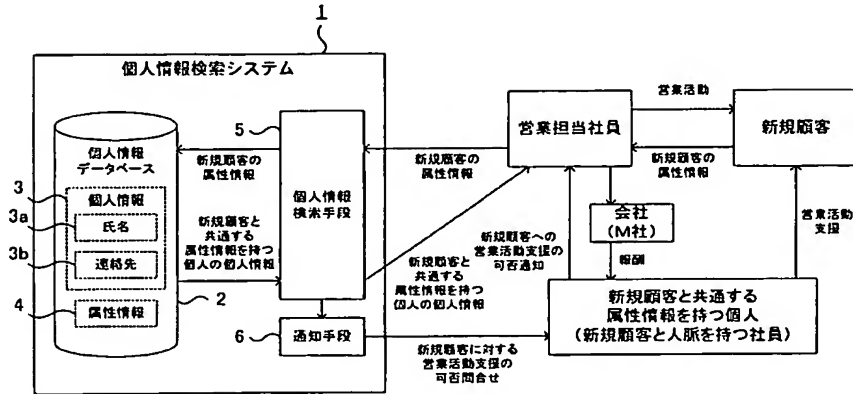 1
個人情報検索システム
個人情報
データベース
3
個人情報
3a
氏名
3b
連絡先
4
属性情報
2
新規顧客の
属性情報
新規顧客と
共通する
属性情報を持つ
個人の個人情報
5
個人情報
検索手段
6
通知手段
新規顧客の
属性情報
新規顧客と
共通する
属性情報を持つ
個人の個人情報
新規顧客に対する
営業活動支援の
可否問合せ
営業担当社員
営業活動
新規顧客の
属性情報
新規顧客
新規顧客への
営業活動支援の
可否通知
会社
(M社)
報酬
営業活動
支援
新規顧客と共通する
属性情報を持つ個人
(新規顧客と人脈を持つ社員)